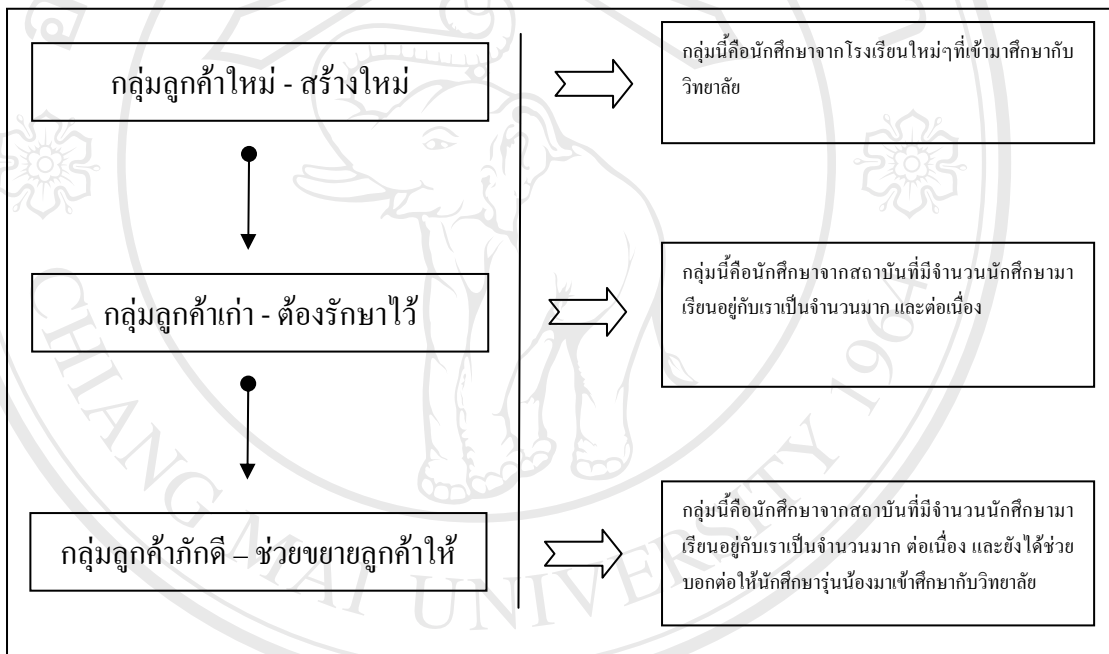 กลุ่มลูกค้าใหม่ - สร้างใหม่
กลุ่มนี้คือนักศึกษาจากโรงเรียนใหม่ๆที่เข้ามาศึกษากับ
วิทยาลัย
กลุ่มลูกค้าเก่า - ต้องรักษาไว้
กลุ่มนี้คือนักศึกษาจากสถาบันที่มีจำนวนนักศึกษามา
เรียนอยู่กับเราเป็นจำนวนมาก และต่อเนื่อง
กลุ่มลูกค้าภักดี – ช่วยขยายลูกค้าให้
กลุ่มนี้คือนักศึกษาจากสถาบันที่มีจำนวนนักศึกษามา
เรียนอยู่กับเราเป็นจำนวนมาก ต่อเนื่อง และยังได้ช่วย
บอกต่อให้นักศึกษารุ่นน้องมาเข้าศึกษากับวิทยาลัย
CHIANG MAI UNIVERSITY 1964